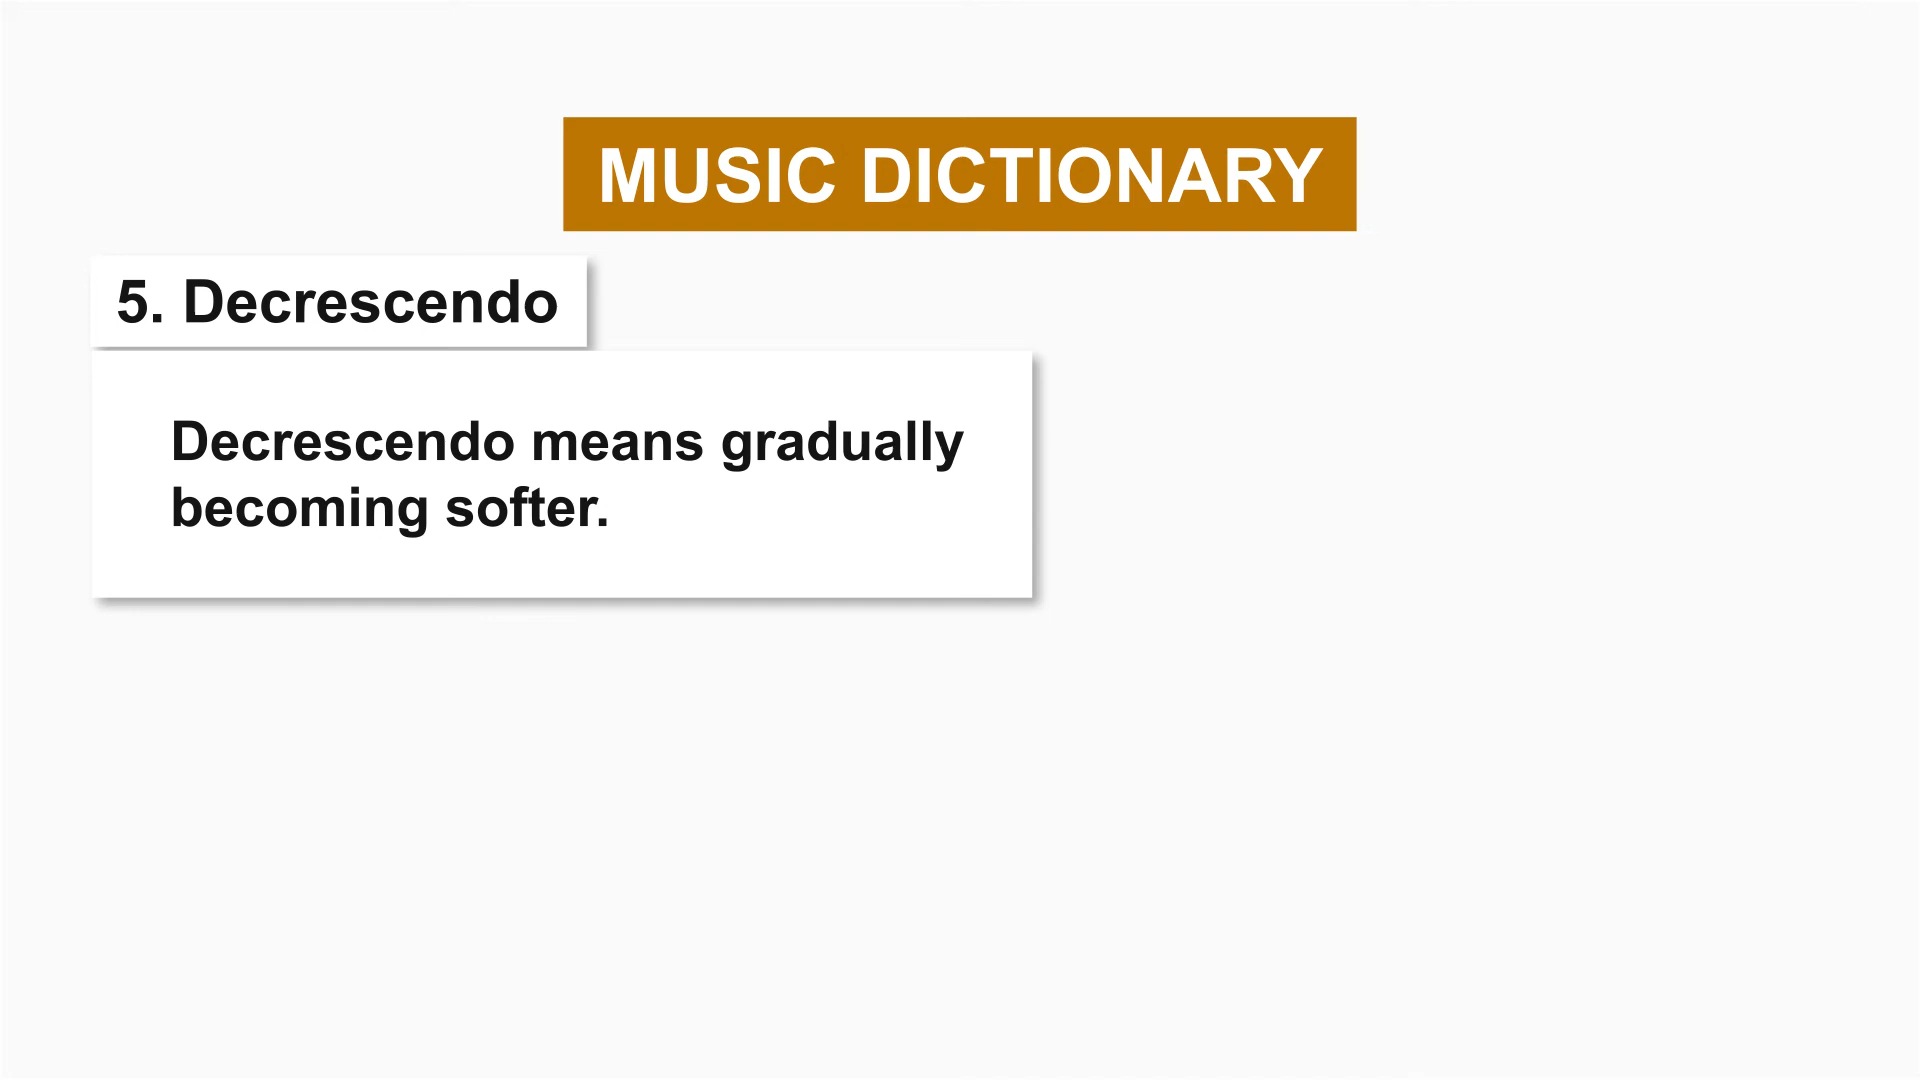 MUSIC DICTIONARY
5. Decrescendo
Decrescendo means gradually
becoming softer.